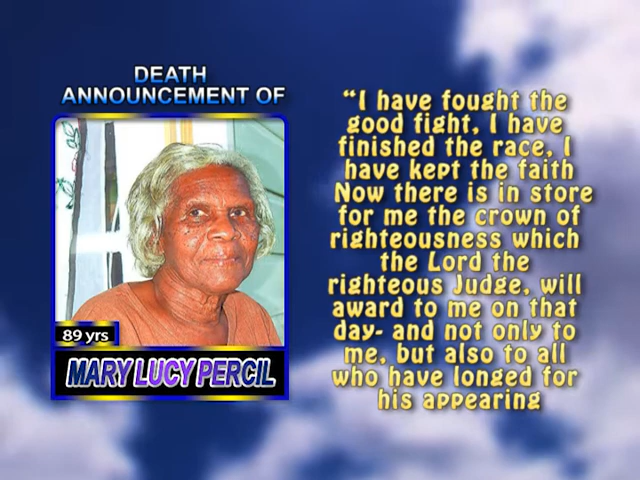 DEATH
ANNOUNCEMENT OF
89 yrs
MARY LUCY PERCIL
“I have fought the
good fight, I have
finished the race, I
have kept the faith
Now there is in store
for me the crown of
righteousness which
the Lord the
righteous Judge, will
award to me on that
day- and not only to
me, but also to all
who have longed for
his appearing